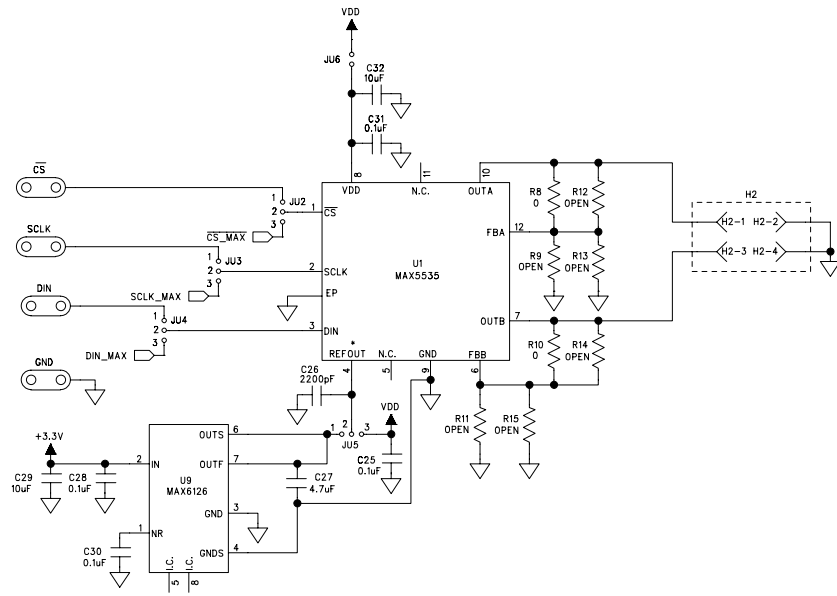 VDD
JU6
C32
10uF
C31
0.1uF
8
11
10
VDD
N.C.
OUTA
CS
1
2
3
JU2
1
CS
CS_MAX
SCLK
1
2
3
JU3
2
SCLK
SCLK_MAX
EP
DIN
1
2
3
JU4
3
DIN
DIN_MAX
GND
U1
MAX5535
FBA
12
OUTB
7
*
REFOUT
N.C.
GND
FBB
4
5
9
6
R8
0
R12
OPEN
R9
OPEN
R13
OPEN
R10
0
R14
OPEN
R11
OPEN
R15
OPEN
H2
H2-1
H2-2
H2-3
H2-4
C26
2200pF
VDD
1
2
3
JU5
C25
0.1uF
+3.3V
C29
10uF
C28
0.1uF
2
IN
OUTS
6
OUTF
7
U9
MAX6126
C27
4.7uF
GND
3
1
NR
GNDS
4
C30
0.1uF
I.C.
I.C.
5
8